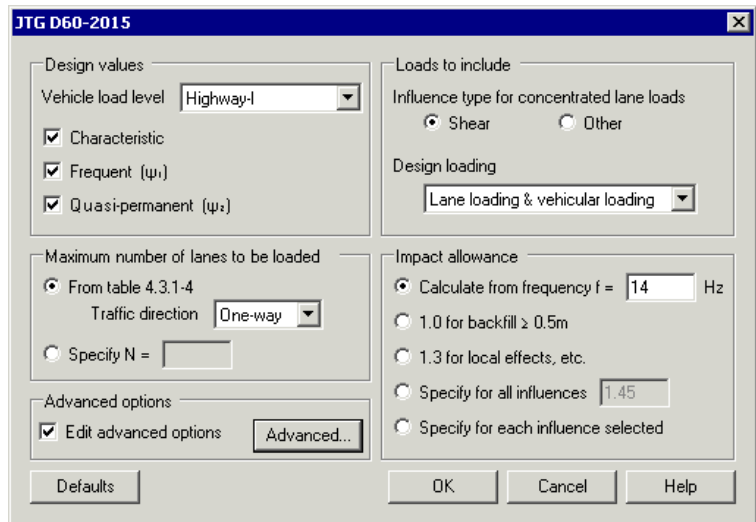 JTG D60-2015
Design values
Vehicle load level Highway-I
Characteristic
Frequent (ψ₁)
Quasi-permanent (ψ₂)
Maximum number of lanes to be loaded
From table 4.3.1-4
Traffic direction One-way
Specify N =
Advanced options
Edit advanced options Advanced...
Loads to include
Influence type for concentrated lane loads
Shear Other
Design loading
Lane loading & vehicular loading
Impact allowance
Calculate from frequency f = 14 Hz
1.0 for backfill ≥ 0.5m
1.3 for local effects, etc.
Specify for all influences 1.45
Specify for each influence selected
Defaults OK Cancel Help